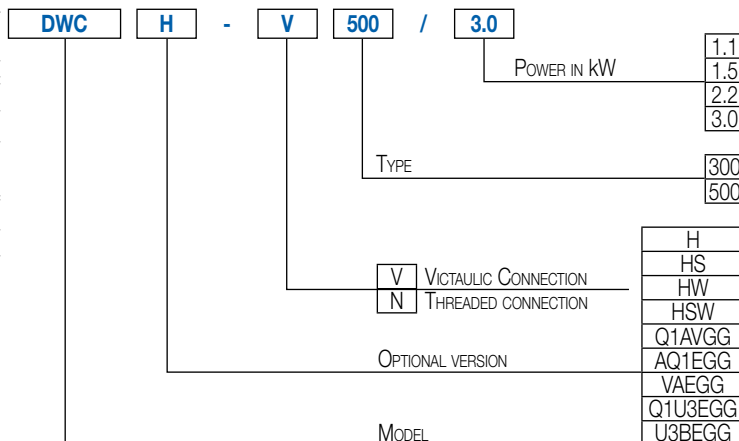 DWC H - V 500 / 3.0
POWER IN KW
1.1
1.5
2.2
3.0
TYPE
300
500
V VICTAULIC CONNECTION
N THREADED CONNECTION
OPTIONAL VERSION
H
HS
HW
HSW
Q1AVGG
AQ1EGG
VAEGG
Q1U3EGG
U3BEGG
MODEL